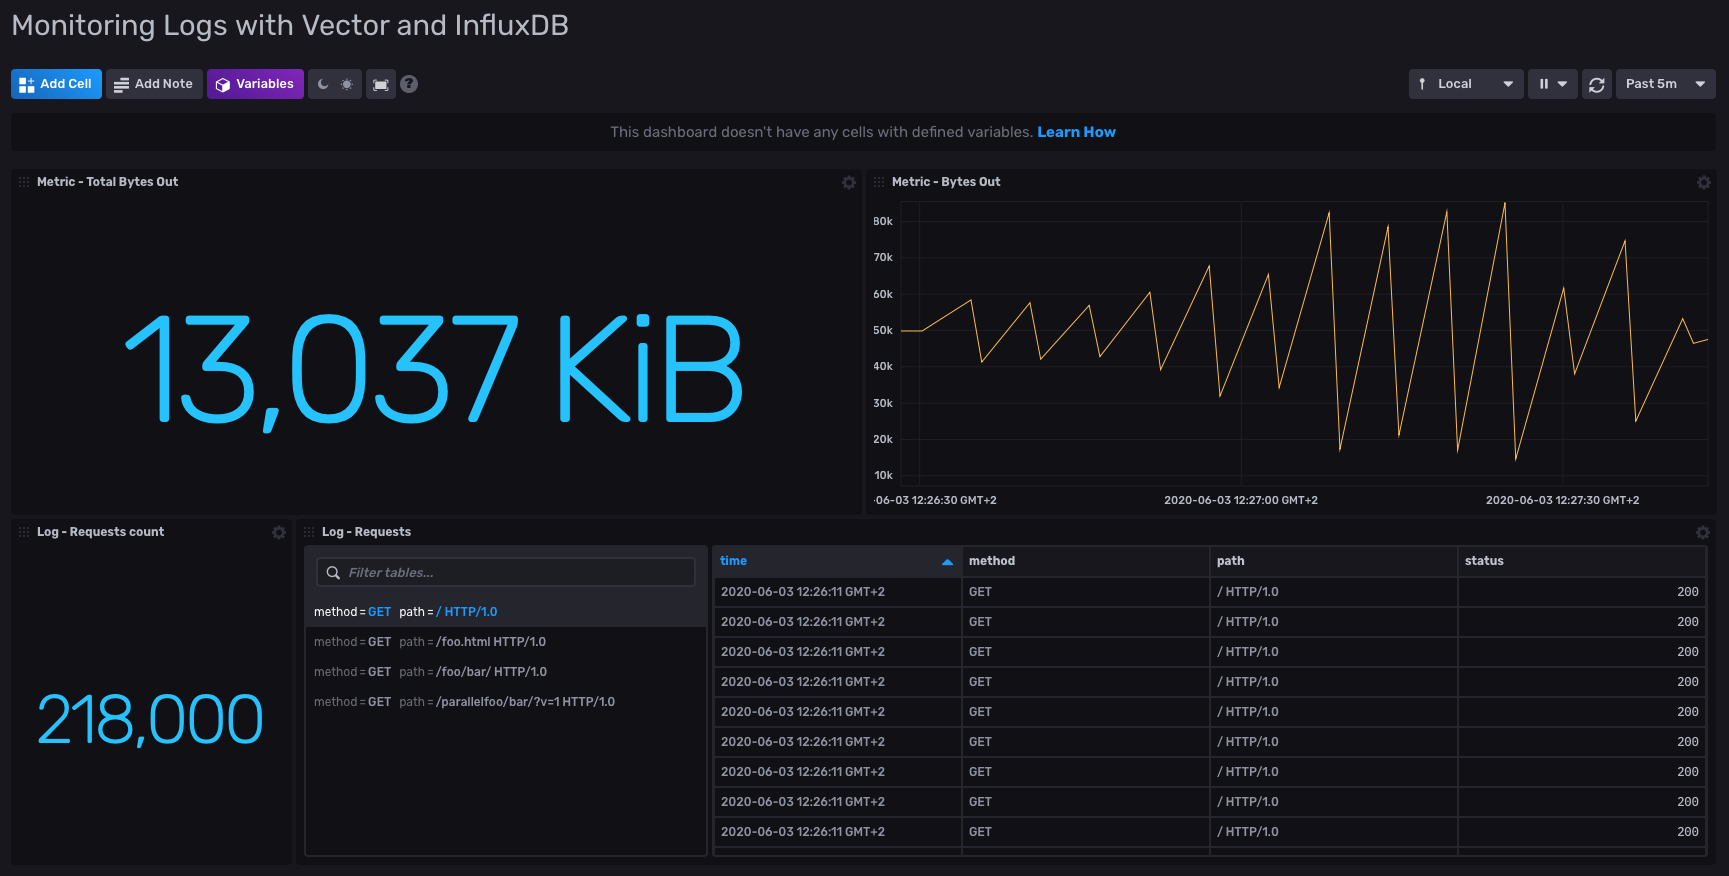 Monitoring Logs with Vector and InfluxDB
Add Cell
Add Note
Variables
?
Local
Past 5m
This dashboard doesn't have any cells with defined variables. Learn How
Metric - Total Bytes Out
13,037 KiB
Metric - Bytes Out
80k
70k
60k
50k
40k
30k
20k
10k
-06-03 12:26:30 GMT+2
2020-06-03 12:27:00 GMT+2
2020-06-03 12:27:30 GMT+2
Log - Requests count
218,000
Log - Requests
Filter tables...
method = GET path = / HTTP/1.0
method = GET path = /foo.html HTTP/1.0
method = GET path = /foo/bar/ HTTP/1.0
method = GET path = /parallelfoo/bar/?v=1 HTTP/1.0
time method path status
2020-06-03 12:26:11 GMT+2 GET / HTTP/1.0 200
2020-06-03 12:26:11 GMT+2 GET / HTTP/1.0 200
2020-06-03 12:26:11 GMT+2 GET / HTTP/1.0 200
2020-06-03 12:26:11 GMT+2 GET / HTTP/1.0 200
2020-06-03 12:26:11 GMT+2 GET / HTTP/1.0 200
2020-06-03 12:26:11 GMT+2 GET / HTTP/1.0 200
2020-06-03 12:26:11 GMT+2 GET / HTTP/1.0 200
2020-06-03 12:26:11 GMT+2 GET / HTTP/1.0 200
2020-06-03 12:26:11 GMT+2 GET / HTTP/1.0 200